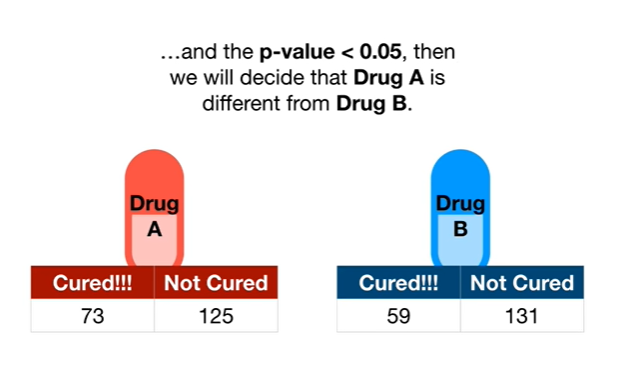 ...and the p-value < 0.05, then
we will decide that Drug A is
different from Drug B.
Drug
A
Drug
B
Cured!!! Not Cured
73 125
Cured!!! Not Cured
59 131